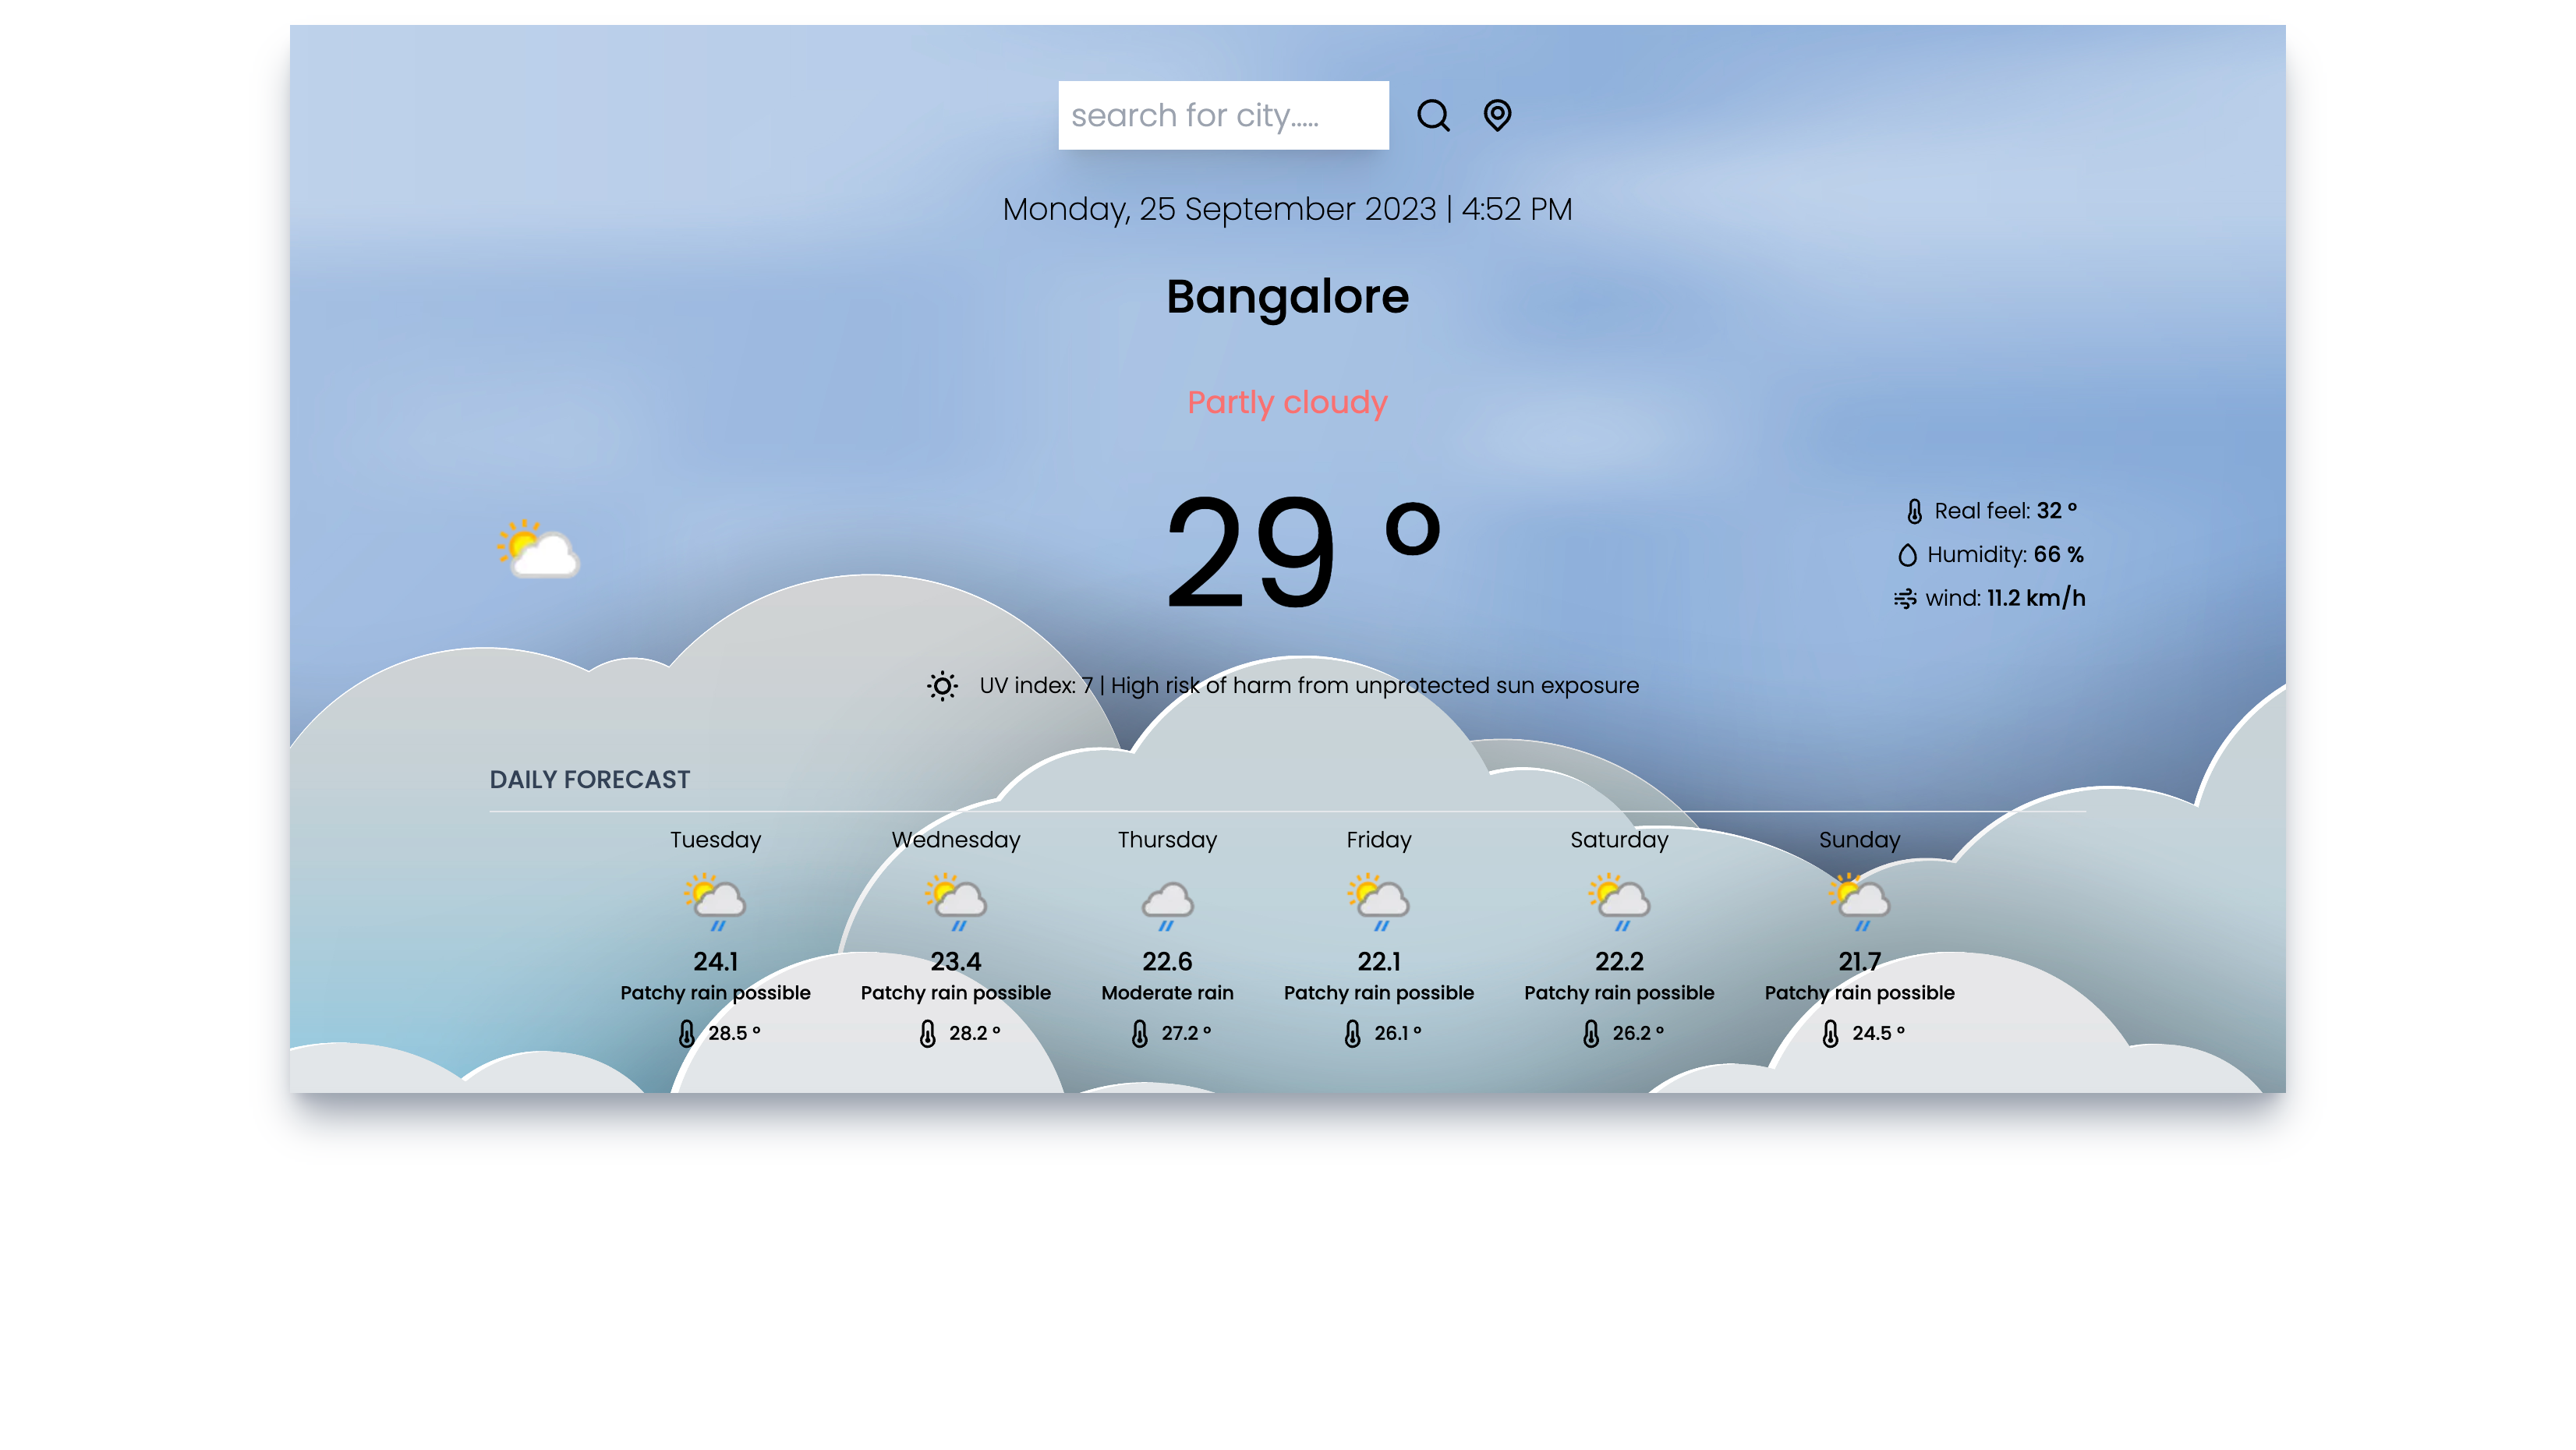 search for city.....
Monday, 25 September 2023 | 4:52 PM
Bangalore
Partly cloudy
29 °
Real feel: 32 °
Humidity: 66 %
wind: 11.2 km/h
UV index: 7 | High risk of harm from unprotected sun exposure
DAILY FORECAST
Tuesday Wednesday Thursday Friday Saturday Sunday
24.1 23.4 22.6 22.1 22.2 21.7
Patchy rain possible Patchy rain possible Moderate rain Patchy rain possible Patchy rain possible Patchy rain possible
28.5 ° 28.2 ° 27.2 ° 26.1 ° 26.2 ° 24.5 °